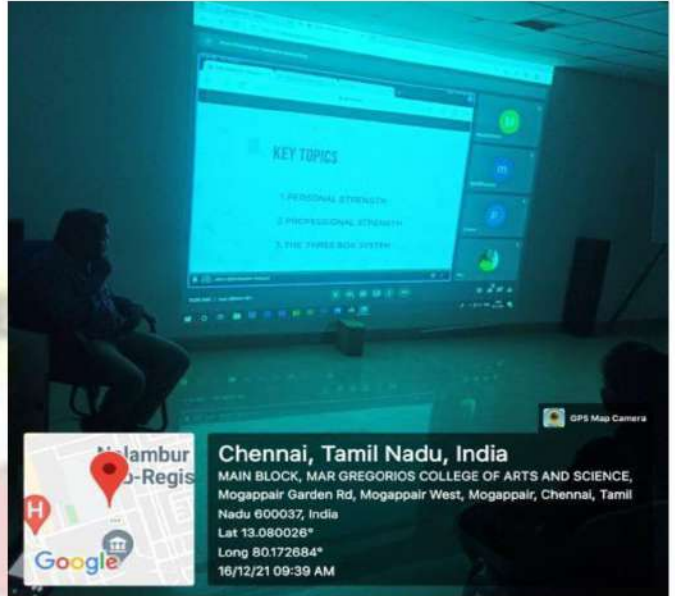 KEY TOPICS
1.PERSONAL STRENGTH
2.PROFESSIONAL STRENGTH
3.THE THREE BOX SYSTEM
m
GPS Map Camera
Nolambur
b-Regis
H
Google
Chennai, Tamil Nadu, India
MAIN BLOCK, MAR GREGORIOS COLLEGE OF ARTS AND SCIENCE,
Mogappair Garden Rd, Mogappair West, Mogappair, Chennai, Tamil
Nadu 600037, India
Lat 13.080026°
Long 80.172684°
16/12/21 09:39 AM